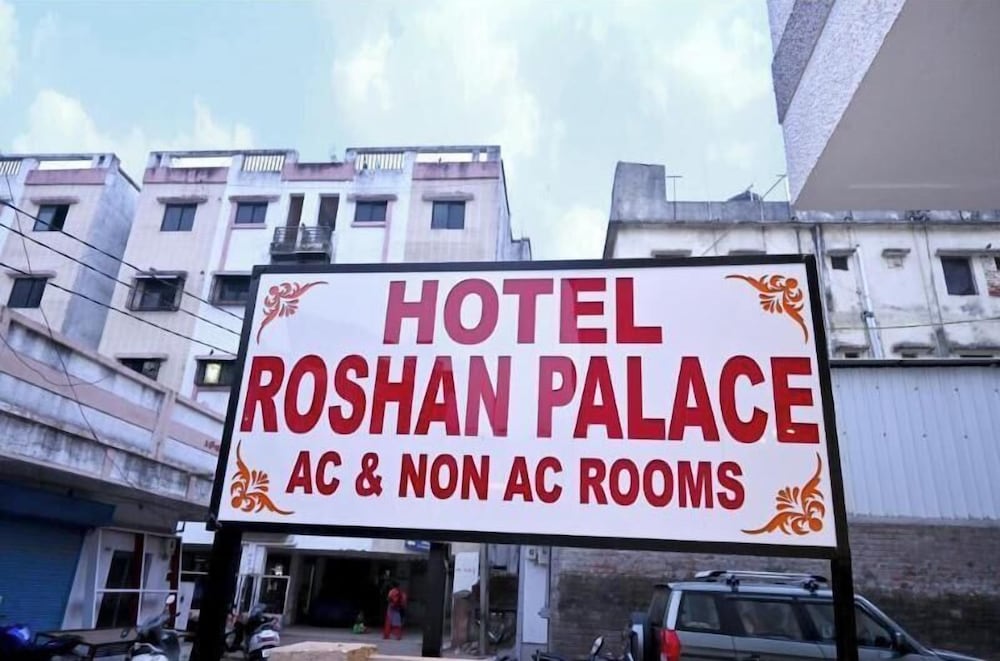 HOTEL
ROSHAN PALACE
AC & NON AC ROOMS